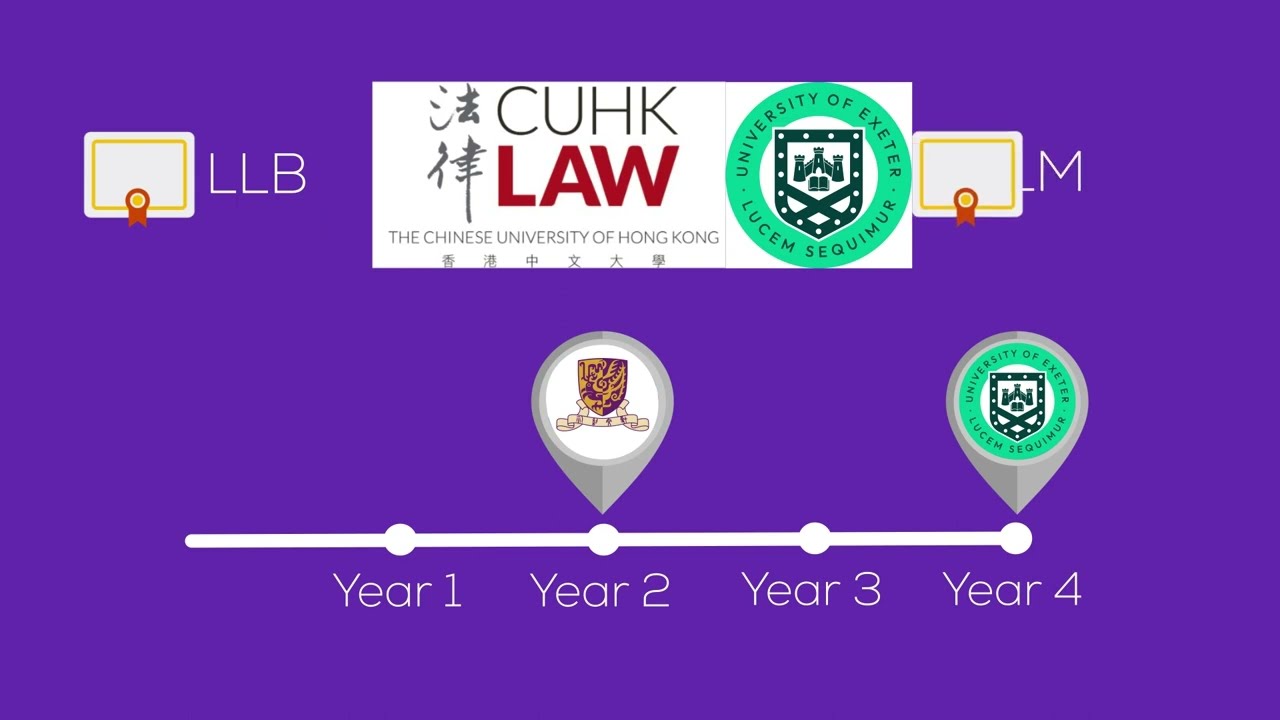 LLB
法律
CUHK
LAW
THE CHINESE UNIVERSITY OF HONG KONG
香港中文大學
UNIVERSITY OF EXETER
LUCEM SEQUIMUR
LM
UNIVERSITY OF EXETER
LUCEM SEQUIMUR
Year 1
Year 2
Year 3
Year 4